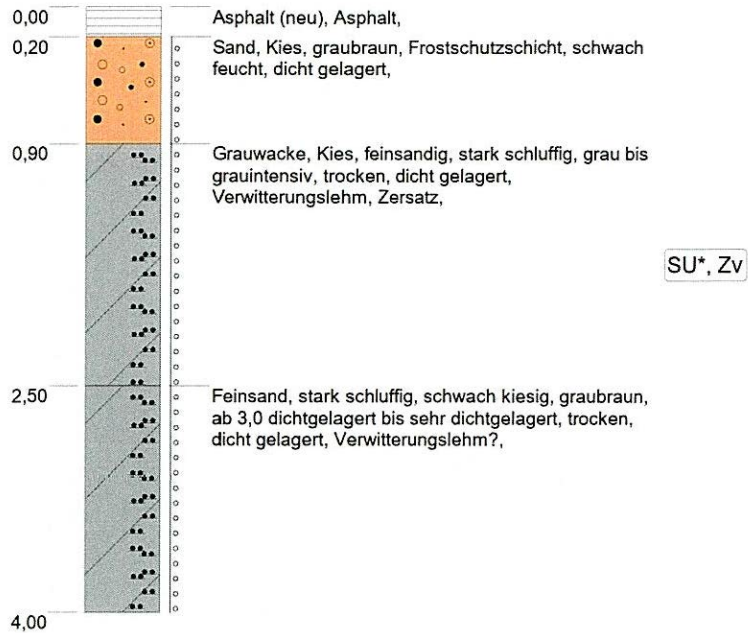 0,00
Asphalt (neu), Asphalt,
0,20
Sand, Kies, graubraun, Frostschutzschicht, schwach
feucht, dicht gelagert,
0,90
Grauwacke, Kies, feinsandig, stark schluffig, grau bis
grauintensiv, trocken, dicht gelagert,
Verwitterungslehm, Zersatz,
SU*, Zv
2,50
Feinsand, stark schluffig, schwach kiesig, graubraun,
ab 3,0 dichtgelagert bis sehr dichtgelagert, trocken,
dicht gelagert, Verwitterungslehm?,
4,00